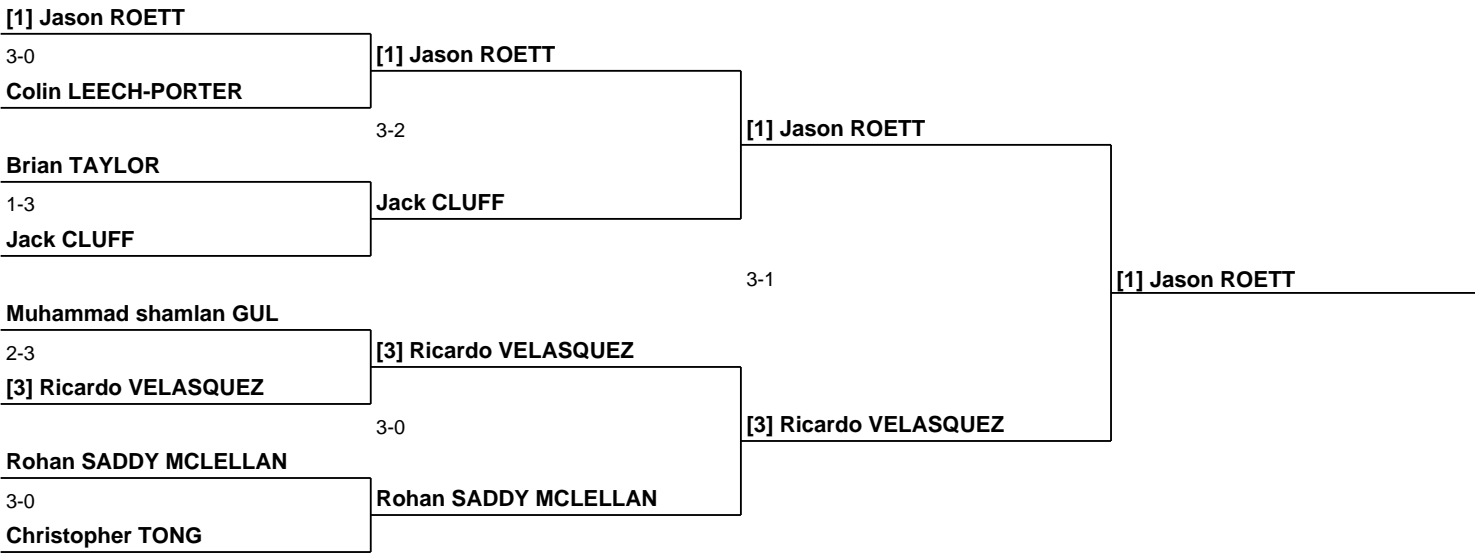 [1] Jason ROETT
3-0
Colin LEECH-PORTER
[1] Jason ROETT
3-2
Brian TAYLOR
1-3
Jack CLUFF
Jack CLUFF
[1] Jason ROETT
3-1
[1] Jason ROETT
Muhammad shamlan GUL
2-3
[3] Ricardo VELASQUEZ
[3] Ricardo VELASQUEZ
3-0
[3] Ricardo VELASQUEZ
Rohan SADDY MCLELLAN
3-0
Christopher TONG
Rohan SADDY MCLELLAN